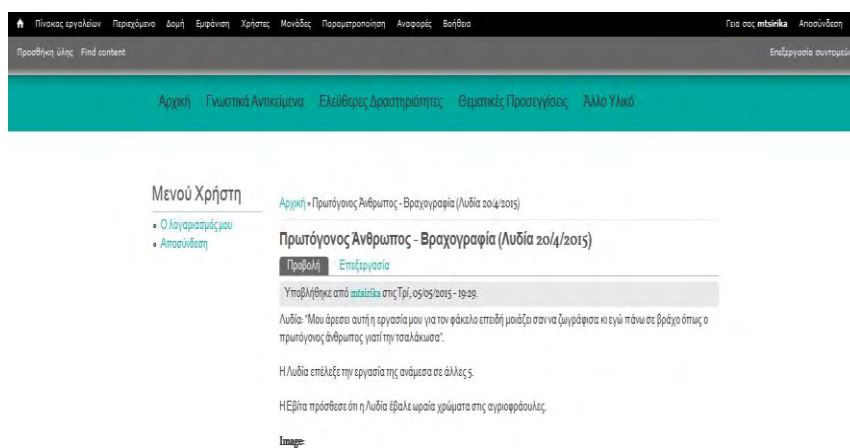 Πίνακας εργαλείων Περιεχόμενο Δομή Εμφάνιση Χρήστες Μονάδες Παραμετροποίηση Αναφορές Βοήθεια Γεια σας mtsirika Αποσύνδεση
Προσθήκη ύλης Find content Επεξεργασία συντομεύ
Αρχική Γνωστικά Αντικείμενα Ελεύθερες Δραστηριότητες Θεματικές Προσεγγίσεις Άλλο Υλικό
Μενού Χρήστη
Ο λογαριασμός μου
Αποσύνδεση
Αρχική » Πρωτόγονος Άνθρωπος - Βραχογραφία (Λυδία 20/4/2015)
Πρωτόγονος Άνθρωπος - Βραχογραφία (Λυδία 20/4/2015)
Προβολή Επεξεργασία
Υποβλήθηκε από mtsirika στις Τρί, 05/05/2015 - 19:29.
Λυδία: "Μου άρεσει αυτή η εργασία μου για τον φάκελο επειδή μοιάζει σαν να ζωγράφισα κι εγώ πάνω σε βράχο όπως ο
πρωτόγονος άνθρωπος γιατί την τσαλάκωσα".
Η Λυδία επέλεξε την εργασία της ανάμεσα σε άλλες 5.
Η Εβίτα πρόσθεσε ότι η Λυδία έβαλε ωραία χρώματα στις αγριοφράουλες.
Image: